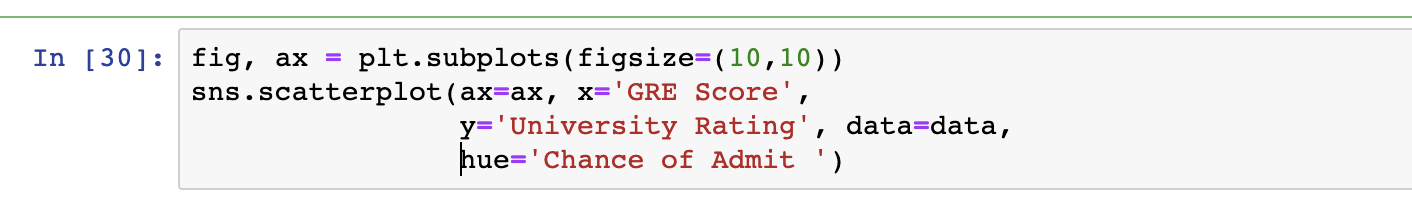 In [30]: fig, ax = plt.subplots(figsize=(10,10))
sns.scatterplot(ax=ax, x='GRE Score',
y='University Rating', data=data,
hue='Chance of Admit ')